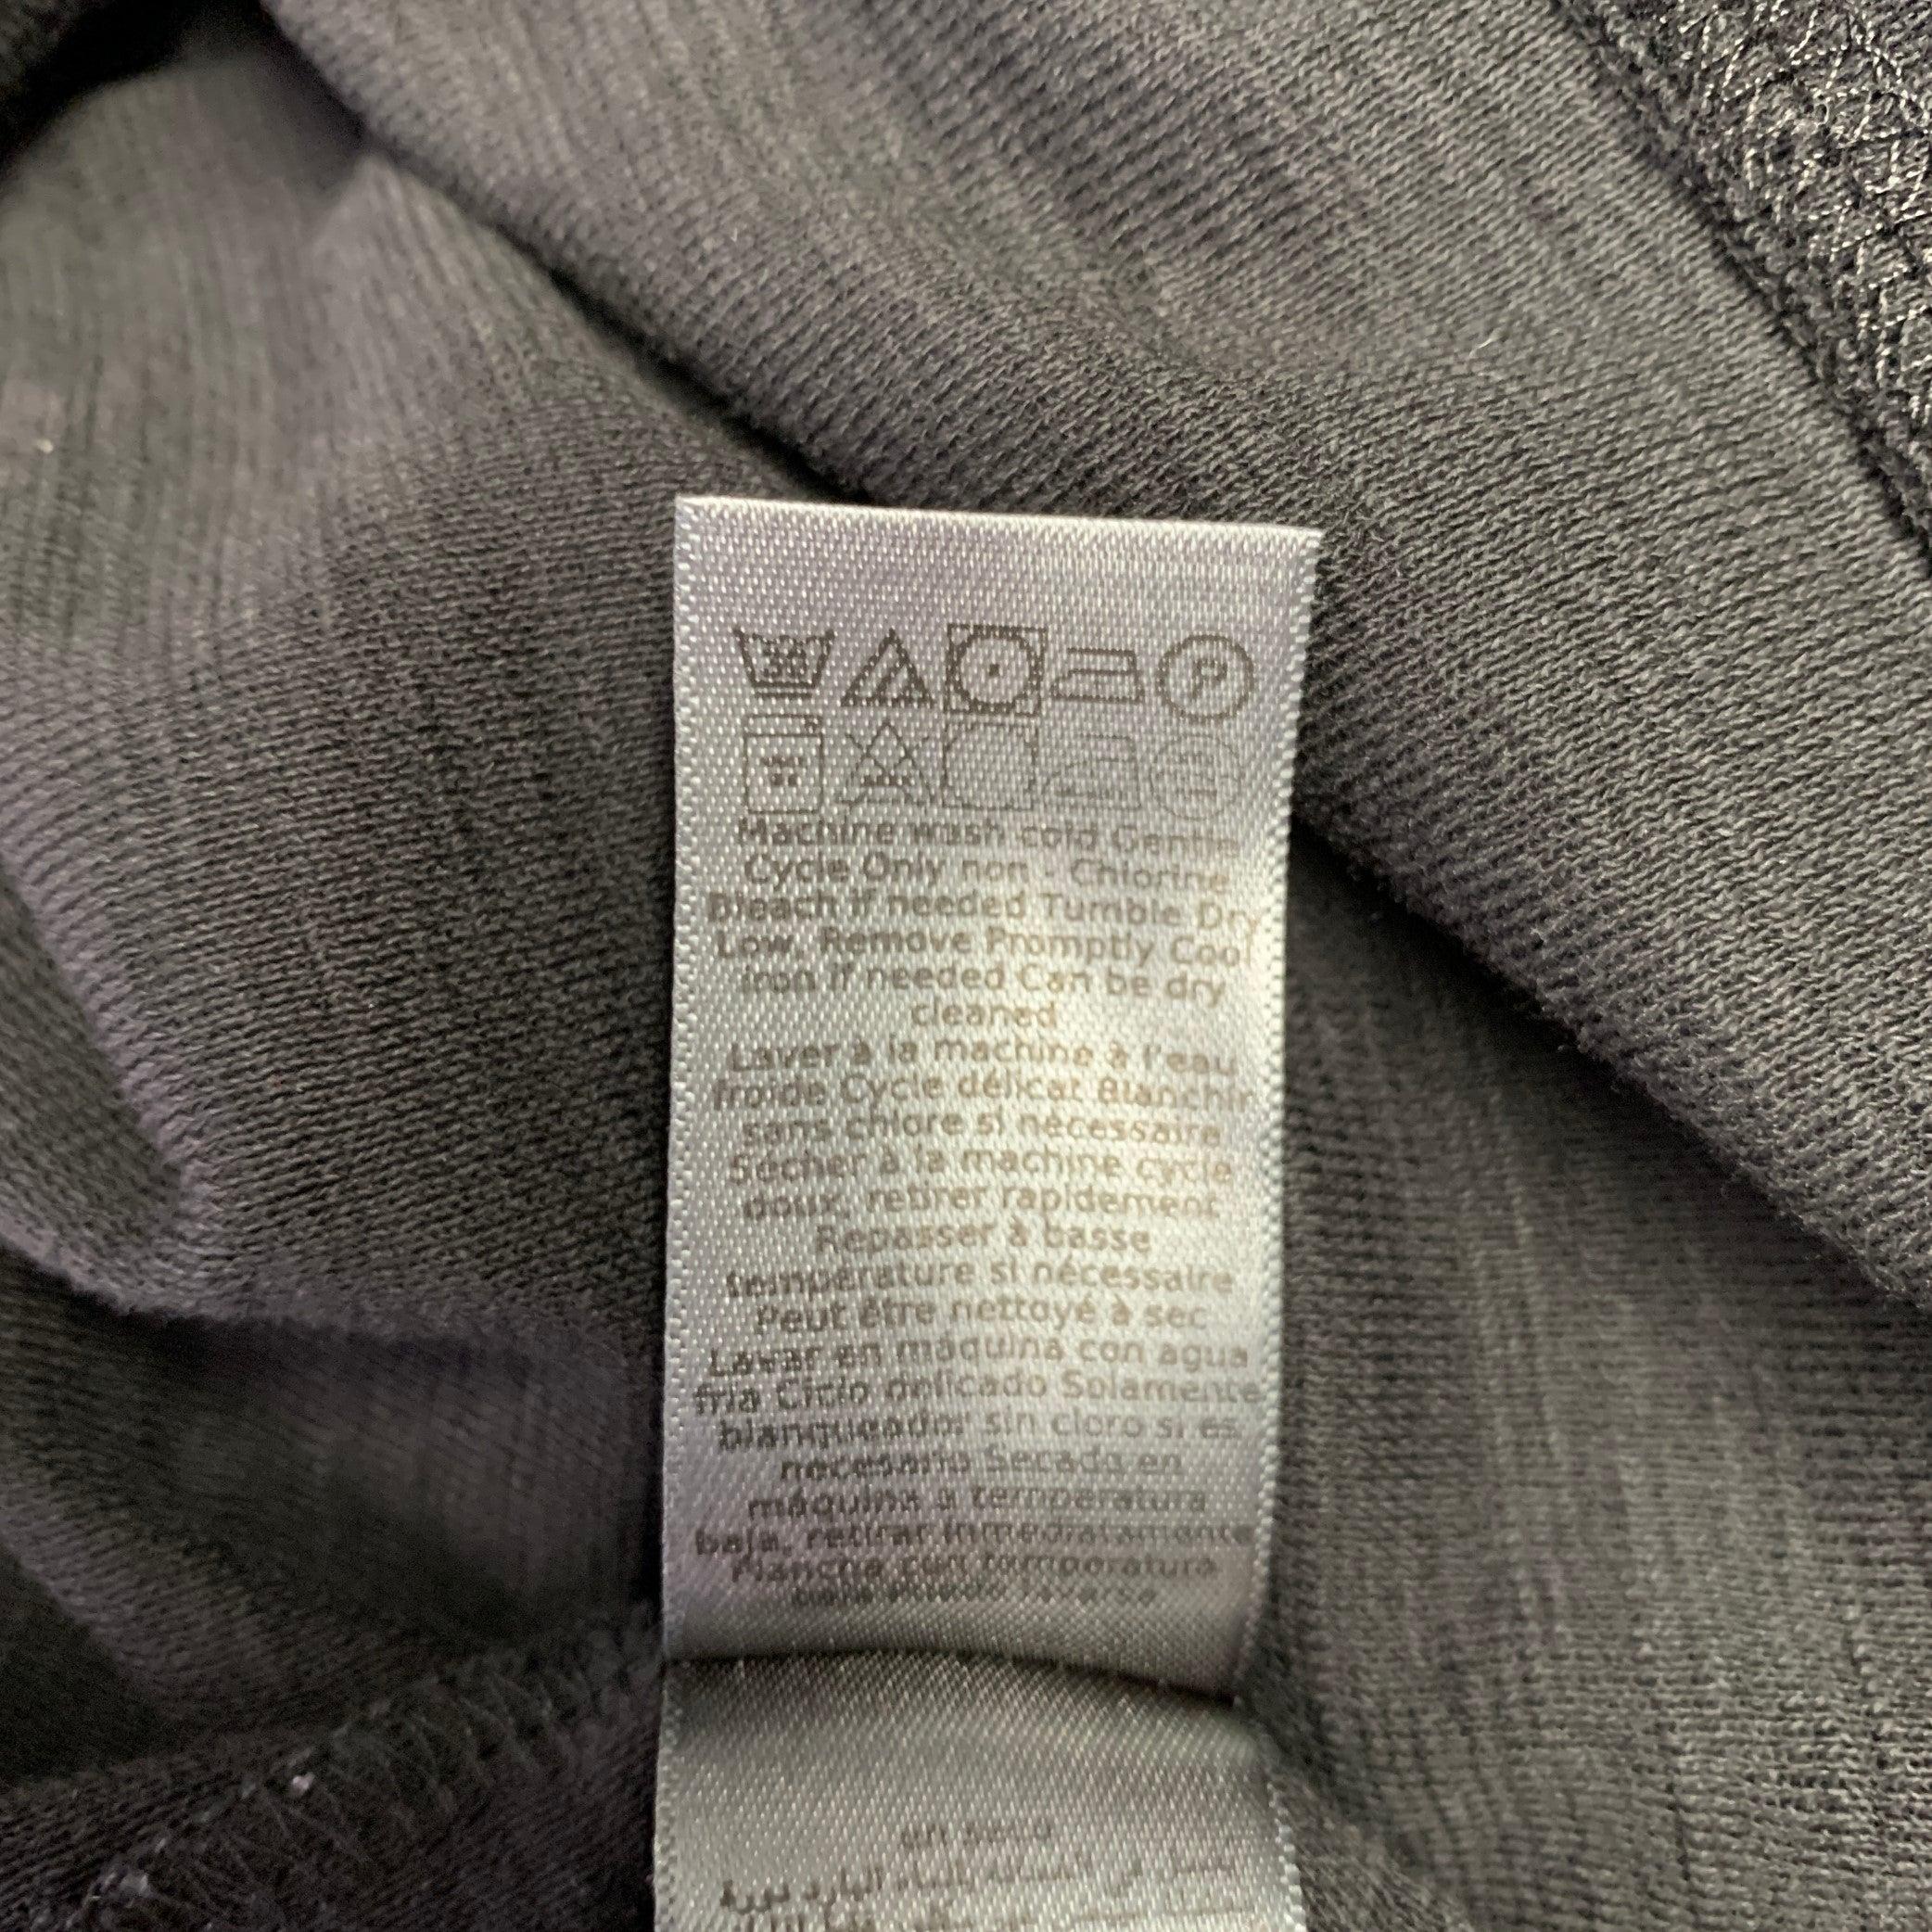 Machine wash cold Gentle
Cycle Only non - Chlorine
Bleach if needed Tumble Dry
Low, Remove Promptly Cool
Iron if needed Can be dry
cleaned
Laver à la machine à l'eau
froide Cycle délicat Blanchir
sans chlore si nécessaire
Sécher à la machine cycle
doux, retirer rapidement
Repasser à basse
température si nécessaire
Peut être nettoyé à sec
Lavar en máquina con agua
fría Ciclo delicado Solamente
blanqueador sin cloro si es
necesario Secado en
máquina a temperatura
baja, retirar inmediatamente
Plancha con temperatura
en seco